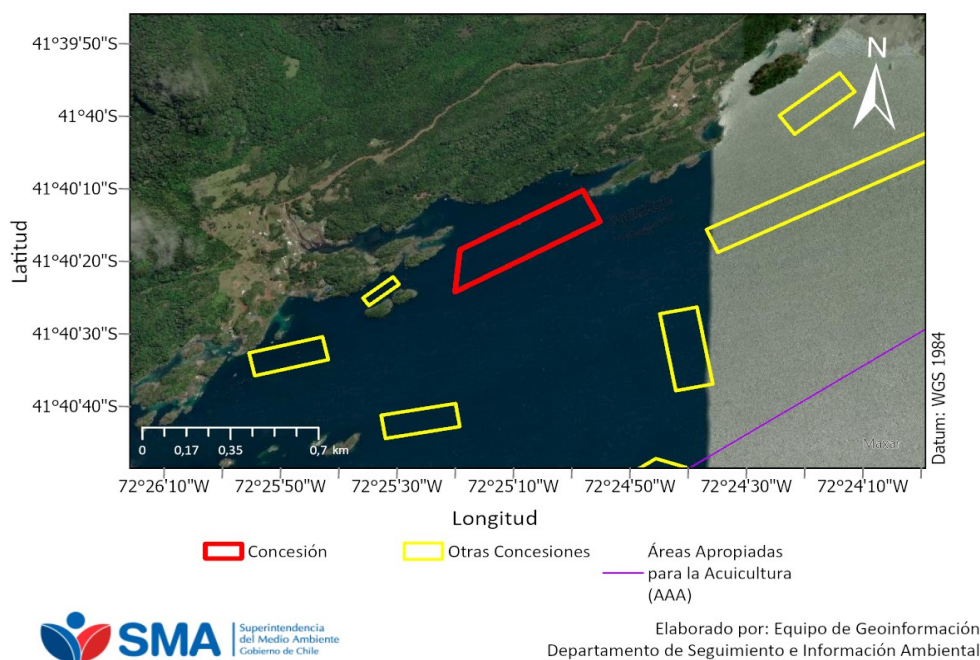 41°39'50"S
41°40'S
41°40'10"S
41°40'20"S
41°40'30"S
41°40'40"S
Latitud
N
Datum: WGS 1984
Maxar
0 0,17 0,35 0,7 km
72°26'10"W 72°25'50"W 72°25'30"W 72°25'10"W 72°24'50"W 72°24'30"W 72°24'10"W
Longitud
Concesión
Otras Concesiones
Áreas Apropiadas
para la Acuicultura
(AAA)
SMA
Superintendencia
del Medio Ambiente
Gobierno de Chile
Elaborado por: Equipo de Geoinformación
Departamento de Seguimiento e Información Ambienta